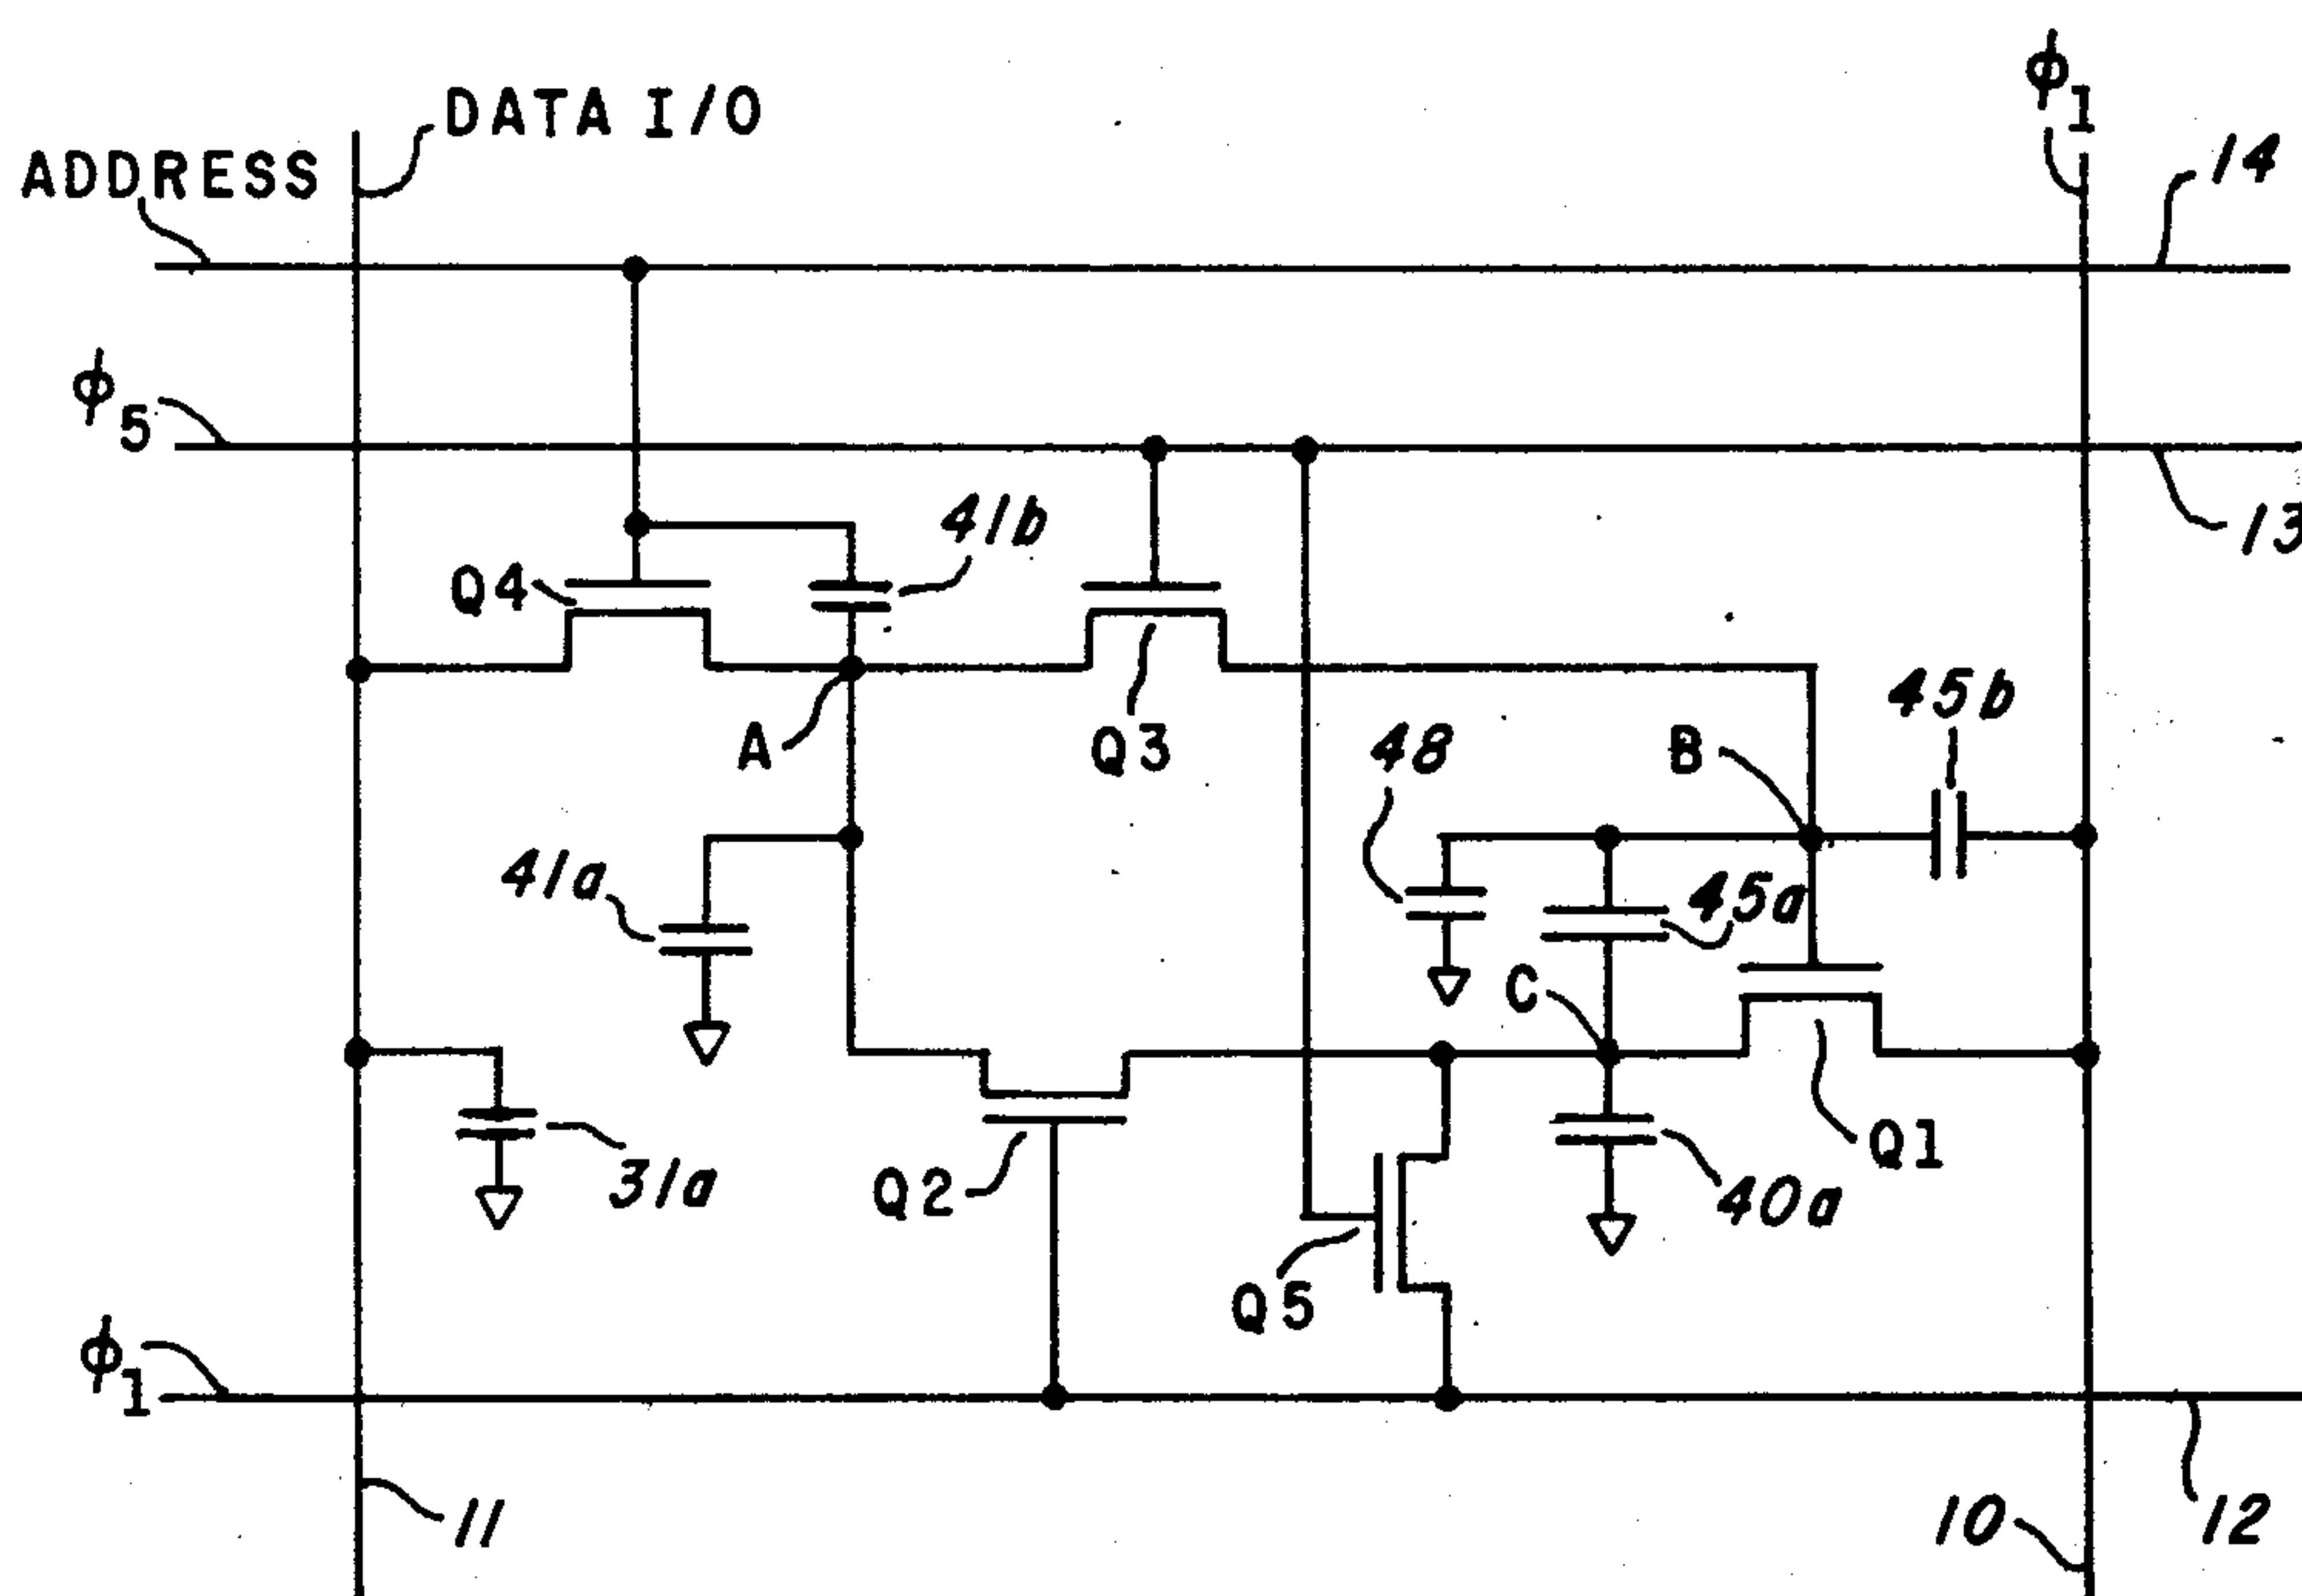 DATA I/O
ϕ1
ADDRESS
14
ϕ5
13
41b
Q4
A
Q3
45b
48
B
41a
45a
C
Q1
31a
Q2
40a
Q5
ϕ1
11
10
12